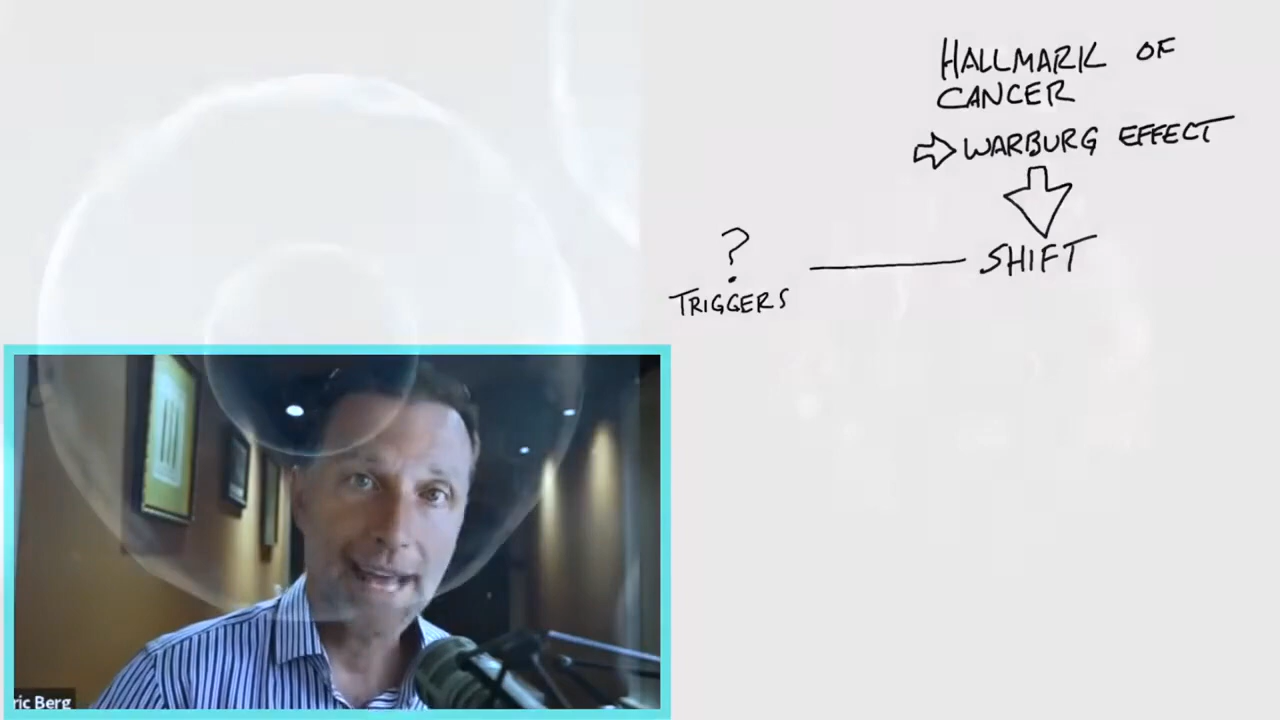 HALLMARK OF
CANCER
WARBURG EFFECT
?
SHIFT
TRIGGERS
ric Berg